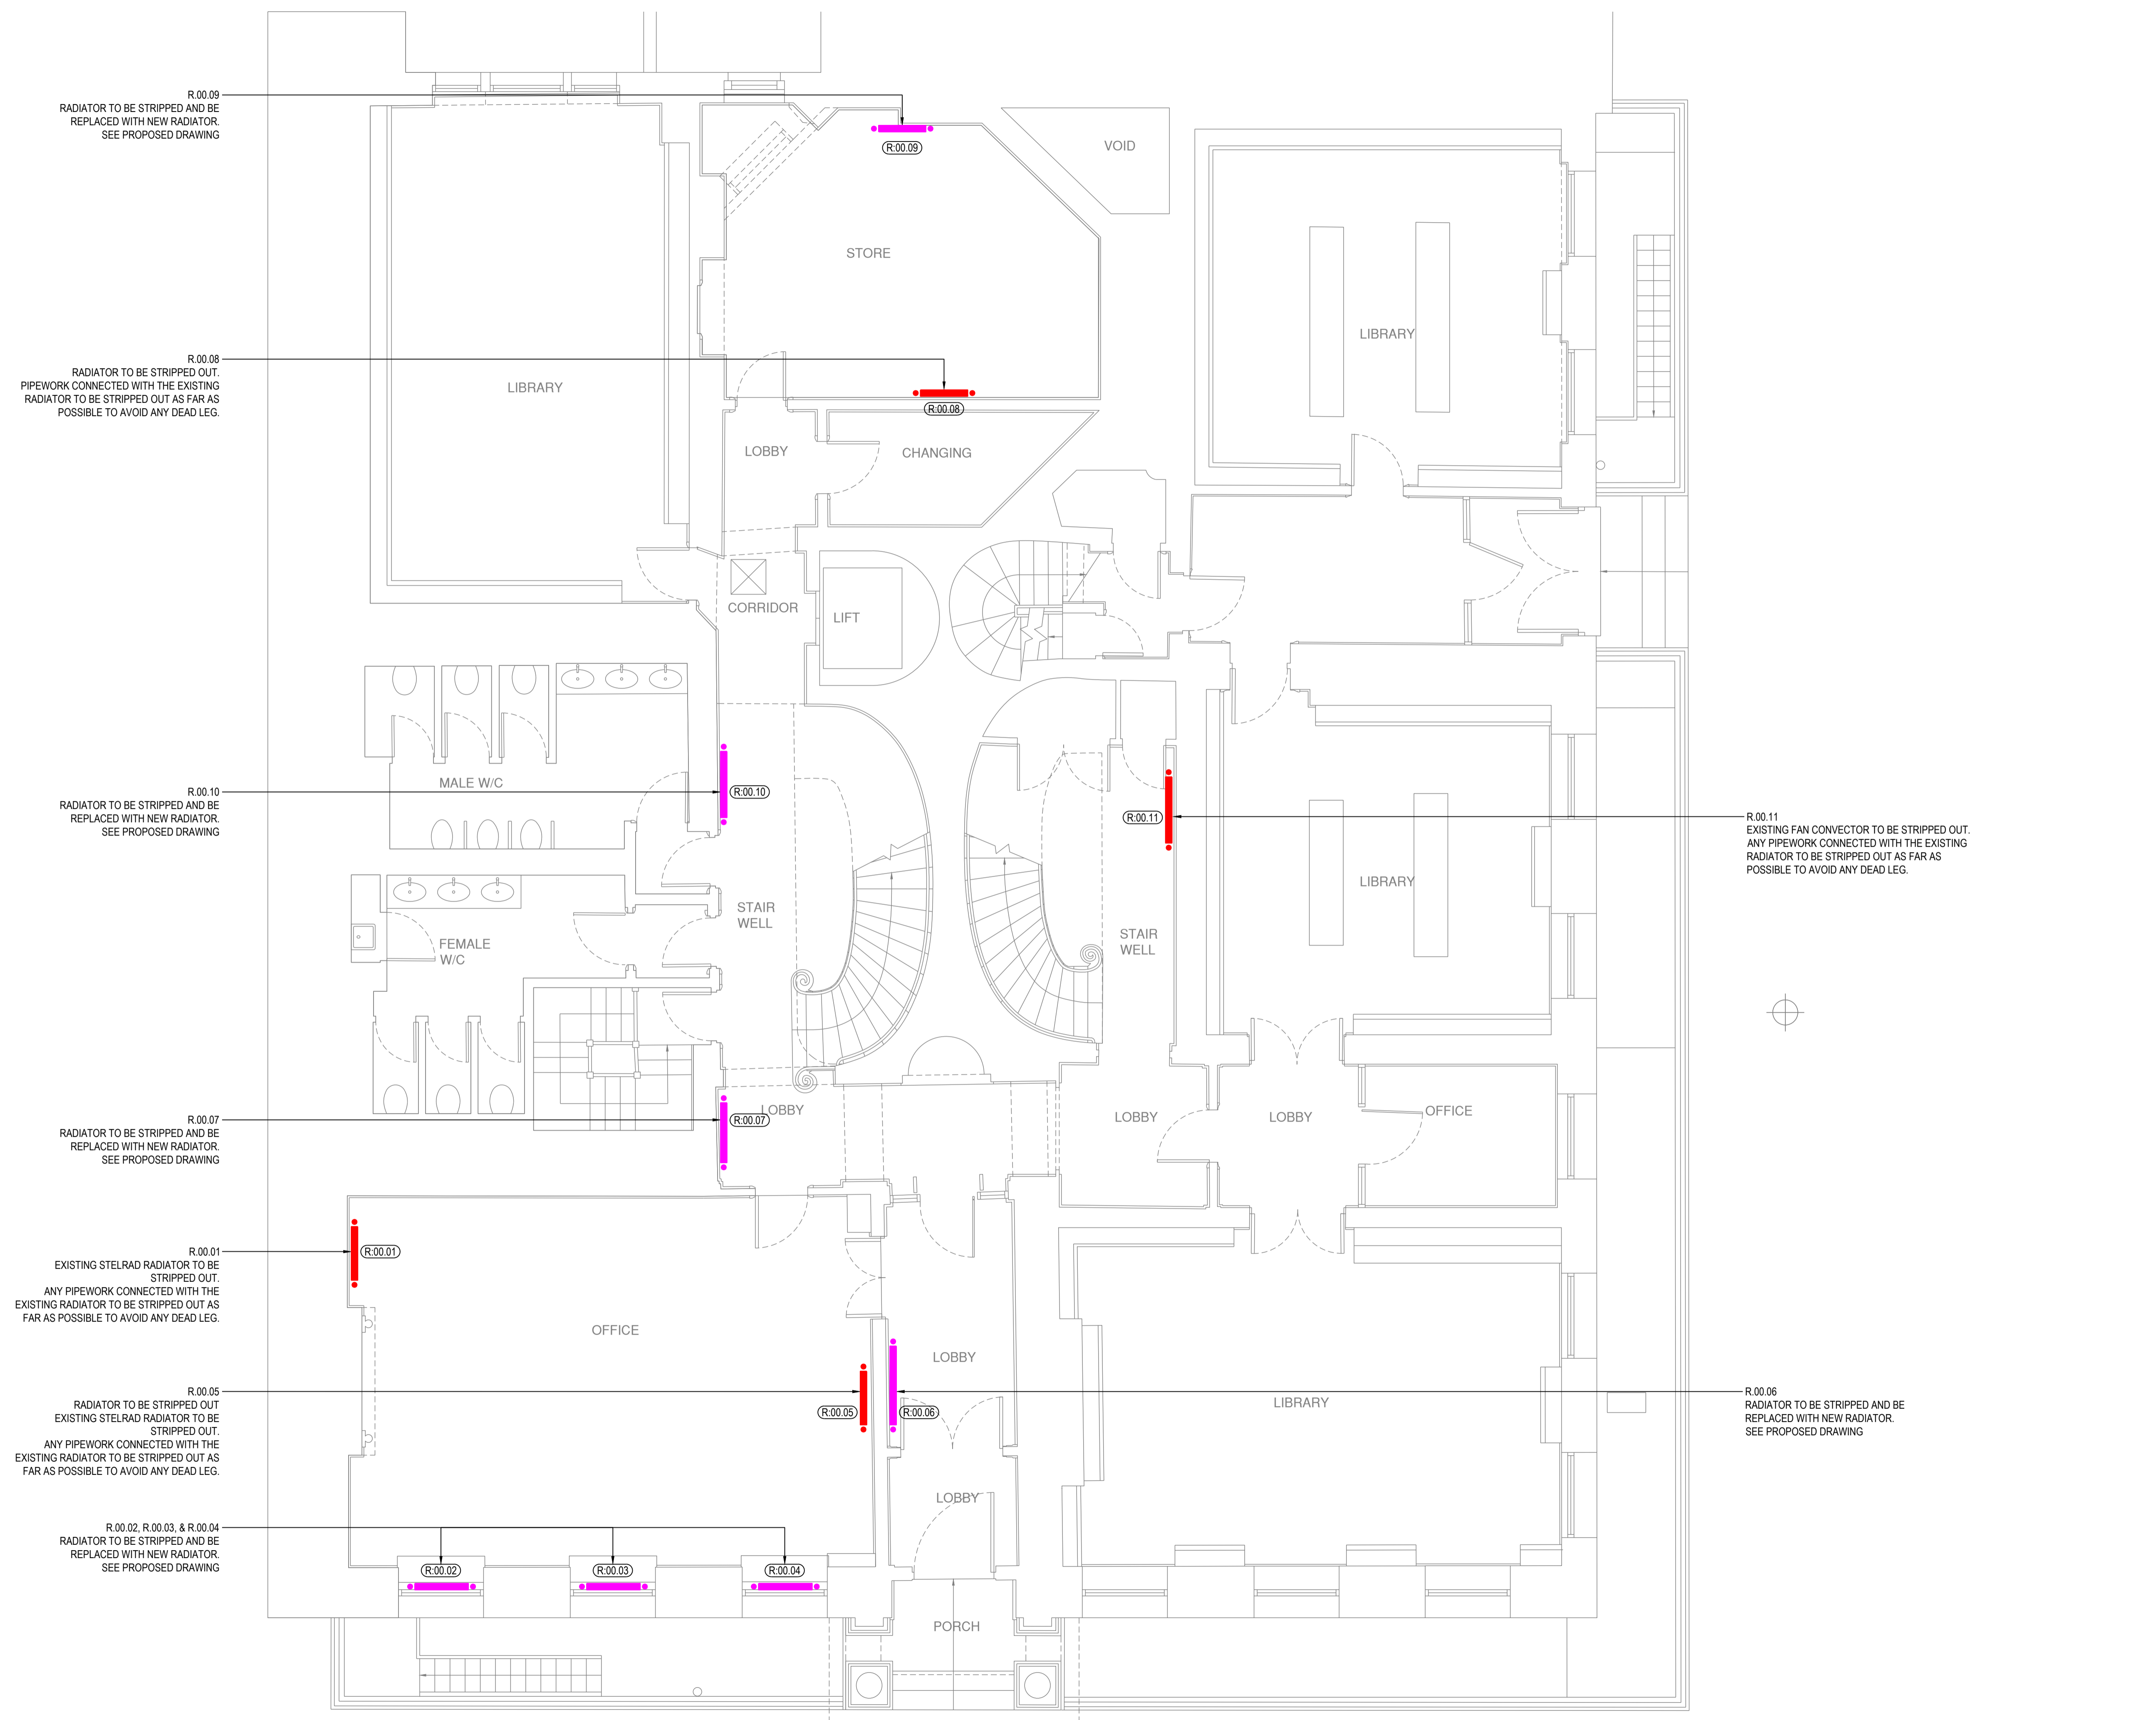 R.00.09
RADIATOR TO BE STRIPPED AND BE
REPLACED WITH NEW RADIATOR.
SEE PROPOSED DRAWING
R:00.09
VOID
STORE
LIBRARY
R.00.08
RADIATOR TO BE STRIPPED OUT.
PIPEWORK CONNECTED WITH THE EXISTING
RADIATOR TO BE STRIPPED OUT AS FAR AS
POSSIBLE TO AVOID ANY DEAD LEG.
LIBRARY
R:00.08
LOBBY
CHANGING
CORRIDOR
LIFT
MALE W/C
R.00.10
RADIATOR TO BE STRIPPED AND BE
REPLACED WITH NEW RADIATOR.
SEE PROPOSED DRAWING
R:00.10
R:00.11
R.00.11
EXISTING FAN CONVECTOR TO BE STRIPPED OUT.
ANY PIPEWORK CONNECTED WITH THE EXISTING
RADIATOR TO BE STRIPPED OUT AS FAR AS
POSSIBLE TO AVOID ANY DEAD LEG.
LIBRARY
STAIR
WELL
FEMALE
W/C
STAIR
WELL
R.00.07
RADIATOR TO BE STRIPPED AND BE
REPLACED WITH NEW RADIATOR.
SEE PROPOSED DRAWING
LOBBY
R:00.07
LOBBY
LOBBY
OFFICE
R.00.01
EXISTING STELRAD RADIATOR TO BE
STRIPPED OUT.
ANY PIPEWORK CONNECTED WITH THE
EXISTING RADIATOR TO BE STRIPPED OUT AS
FAR AS POSSIBLE TO AVOID ANY DEAD LEG.
R:00.01
OFFICE
LOBBY
R.00.05
RADIATOR TO BE STRIPPED OUT
EXISTING STELRAD RADIATOR TO BE
STRIPPED OUT.
ANY PIPEWORK CONNECTED WITH THE
EXISTING RADIATOR TO BE STRIPPED OUT AS
FAR AS POSSIBLE TO AVOID ANY DEAD LEG.
R:00.05
R:00.06
LIBRARY
R.00.06
RADIATOR TO BE STRIPPED AND BE
REPLACED WITH NEW RADIATOR.
SEE PROPOSED DRAWING
LOBBY
R.00.02, R.00.03, & R.00.04
RADIATOR TO BE STRIPPED AND BE
REPLACED WITH NEW RADIATOR.
SEE PROPOSED DRAWING
R:00.02
R:00.03
R:00.04
PORCH